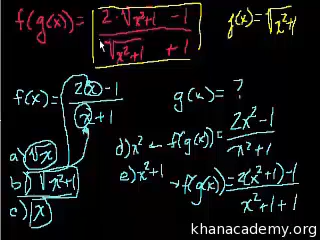 f(g(x)) = (2·√(x²+1) − 1)/(√(x²+1) + 1)
g(x) = √(x²+1)
f(x) = (2(x) − 1)/(x + 1)
g(x) = ?
a) √x
b) √(x²+1)
c) x
d) x² → f(g(x)) = (2x² − 1)/(x² + 1)
e) x²+1 → f(g(x)) = (2(x²+1) − 1)/(x² + 1 + 1)
khanacademy.org